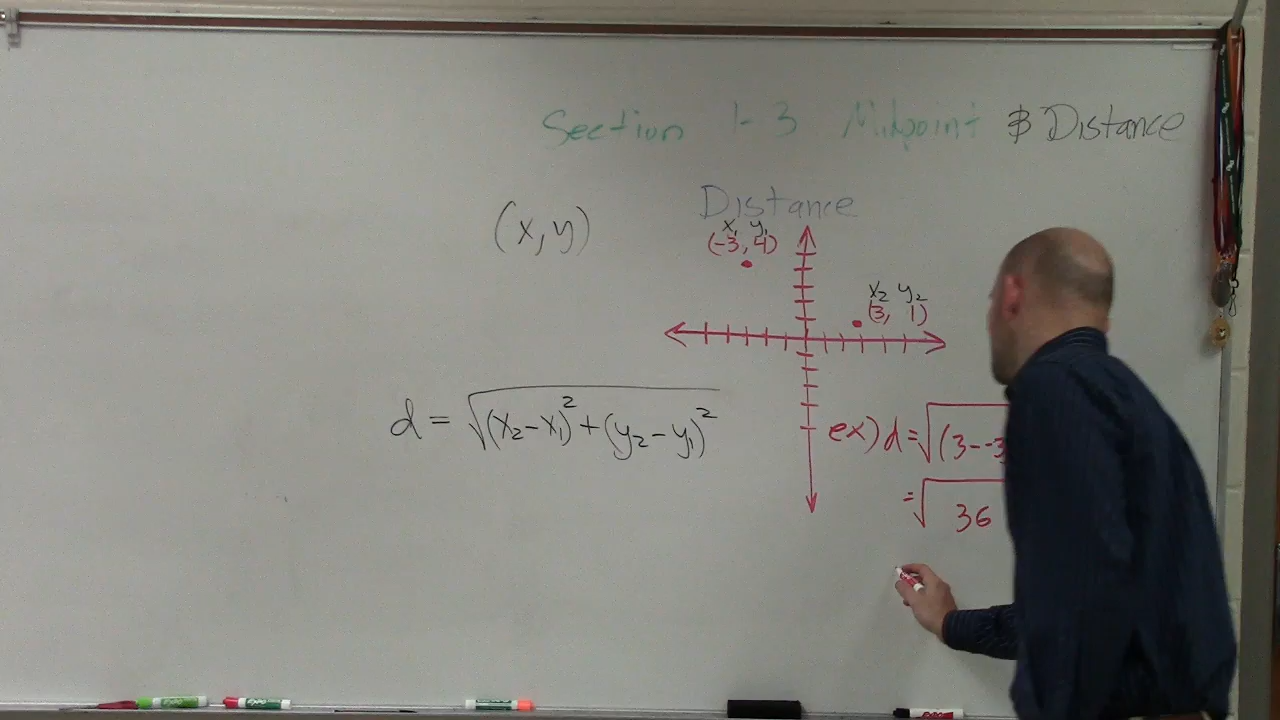 Section 1-3 Midpoint & Distance
Distance
(x,y)
x₁ y₁
(-3, 4)
x₂ y₂
(3, 1)
d = √(x₂-x₁)²+(y₂-y₁)²
ex) d=√(3--3
=√ 36